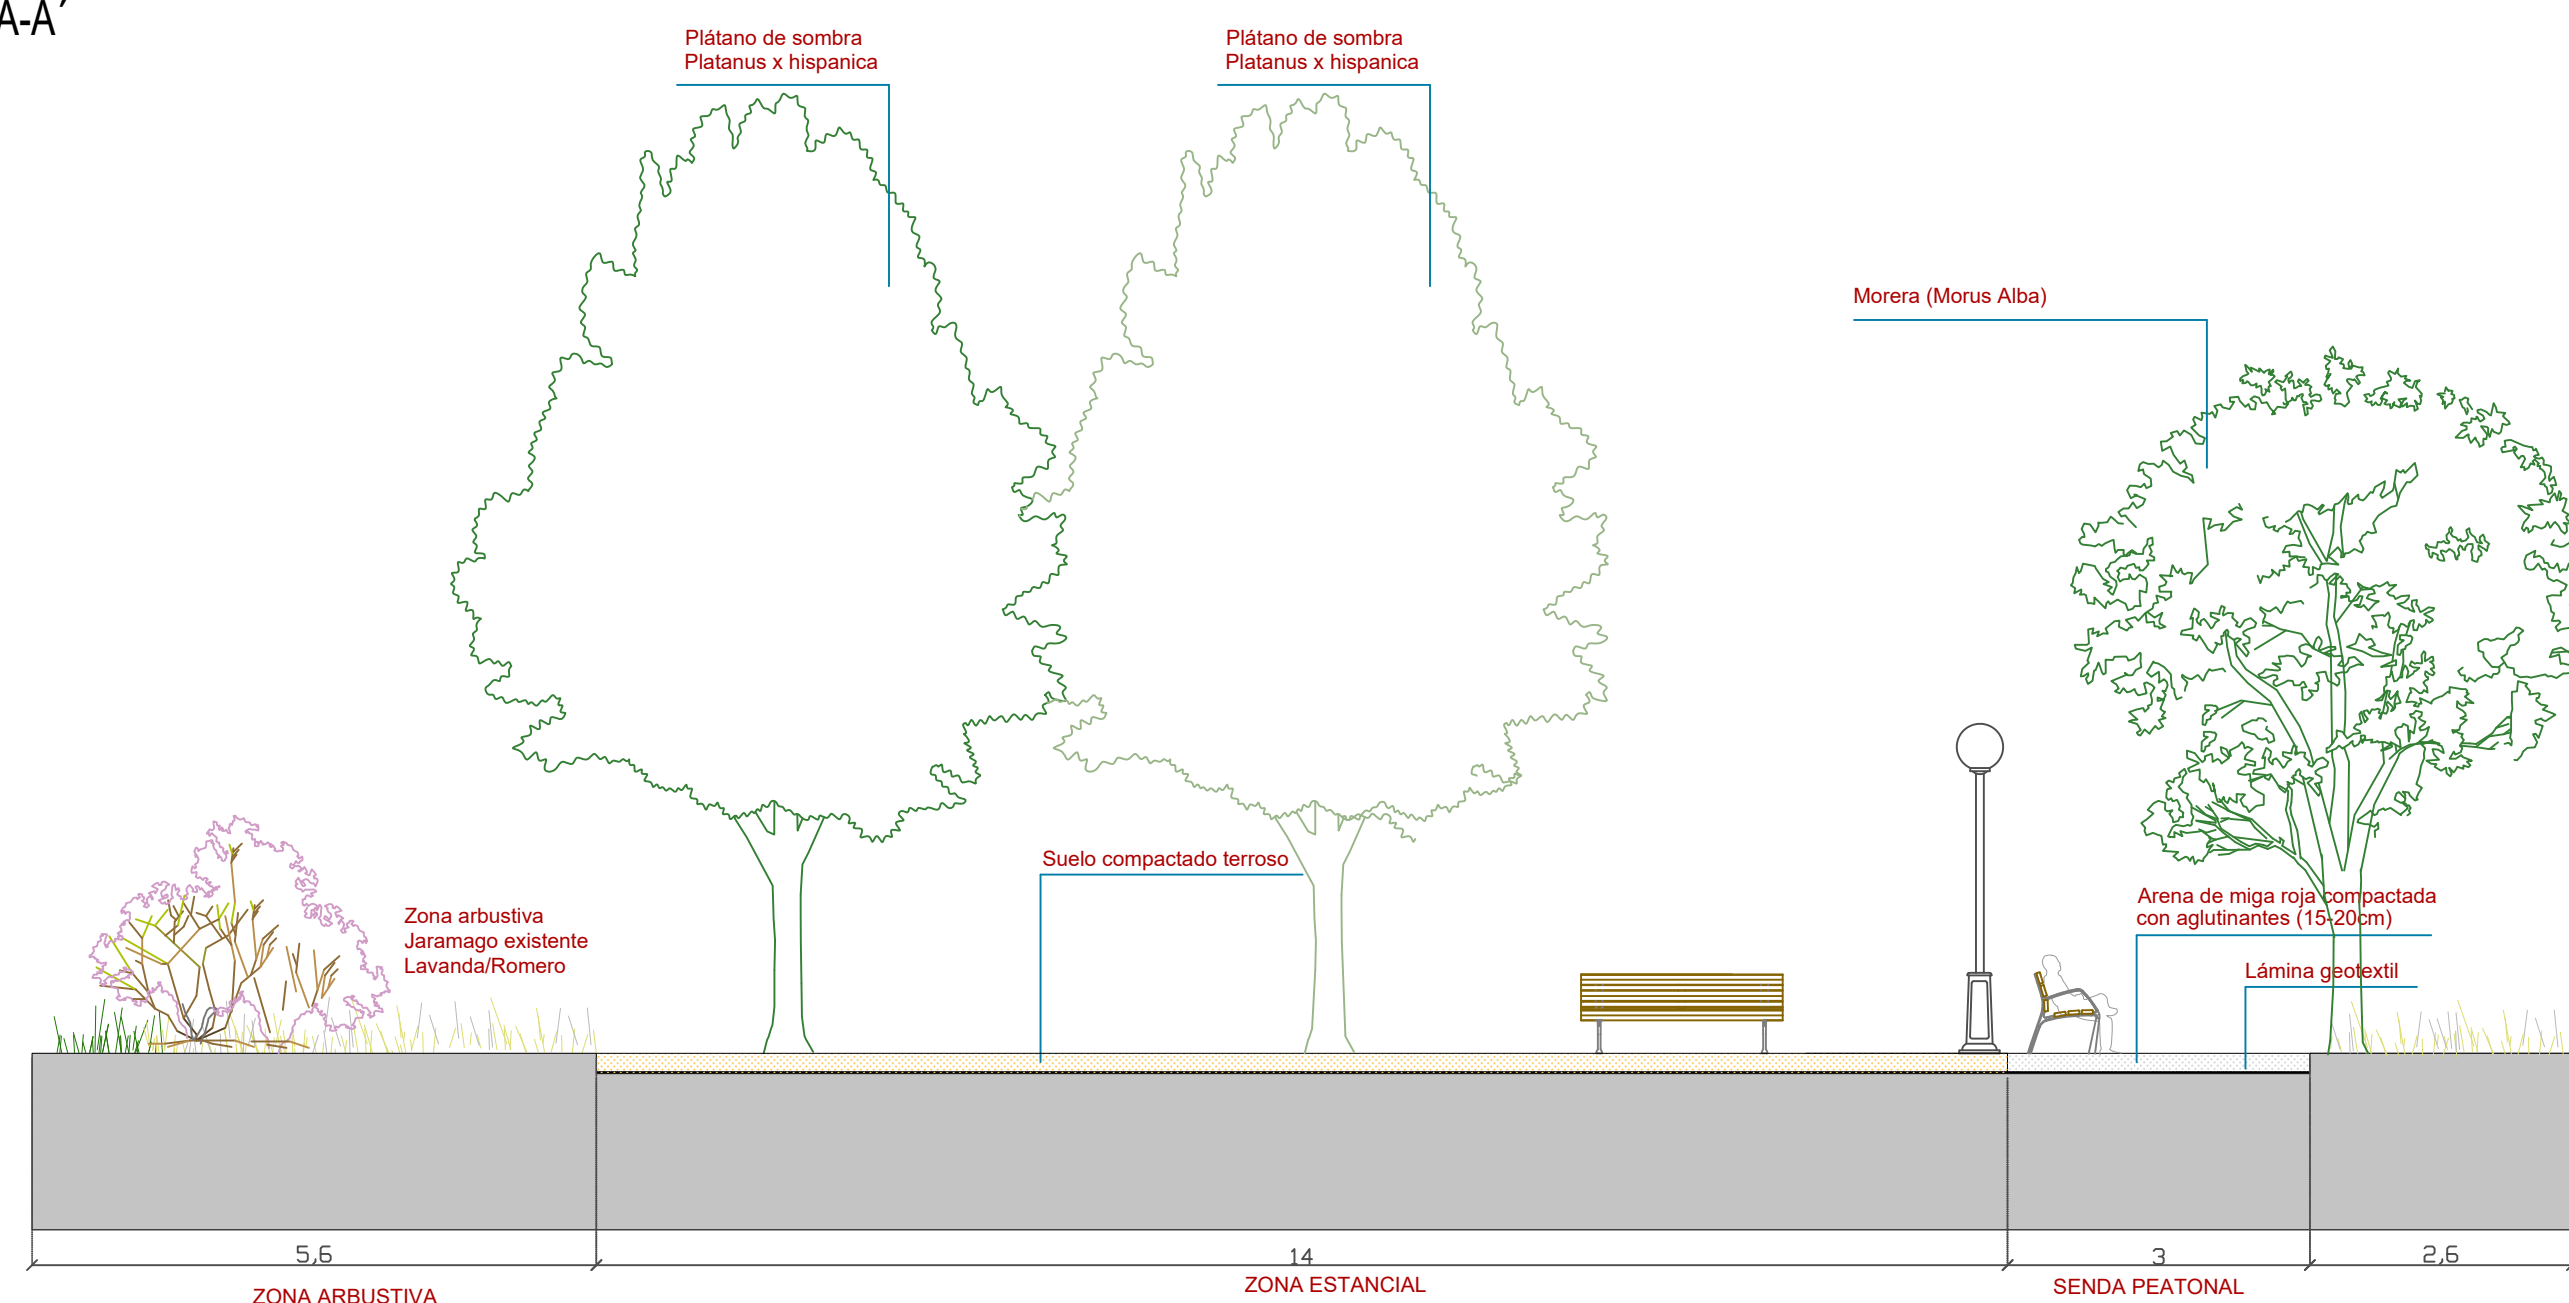 A-A´
Plátano de sombra
Platanus x hispanica
Plátano de sombra
Platanus x hispanica
Morera (Morus Alba)
Suelo compactado terroso
Arena de miga roja compactada
con aglutinantes (15-20cm)
Zona arbustiva
Jaramago existente
Lavanda/Romero
Lámina geotextil
5,6
14
3
2,6
ZONA ARBUSTIVA
ZONA ESTANCIAL
SENDA PEATONAL